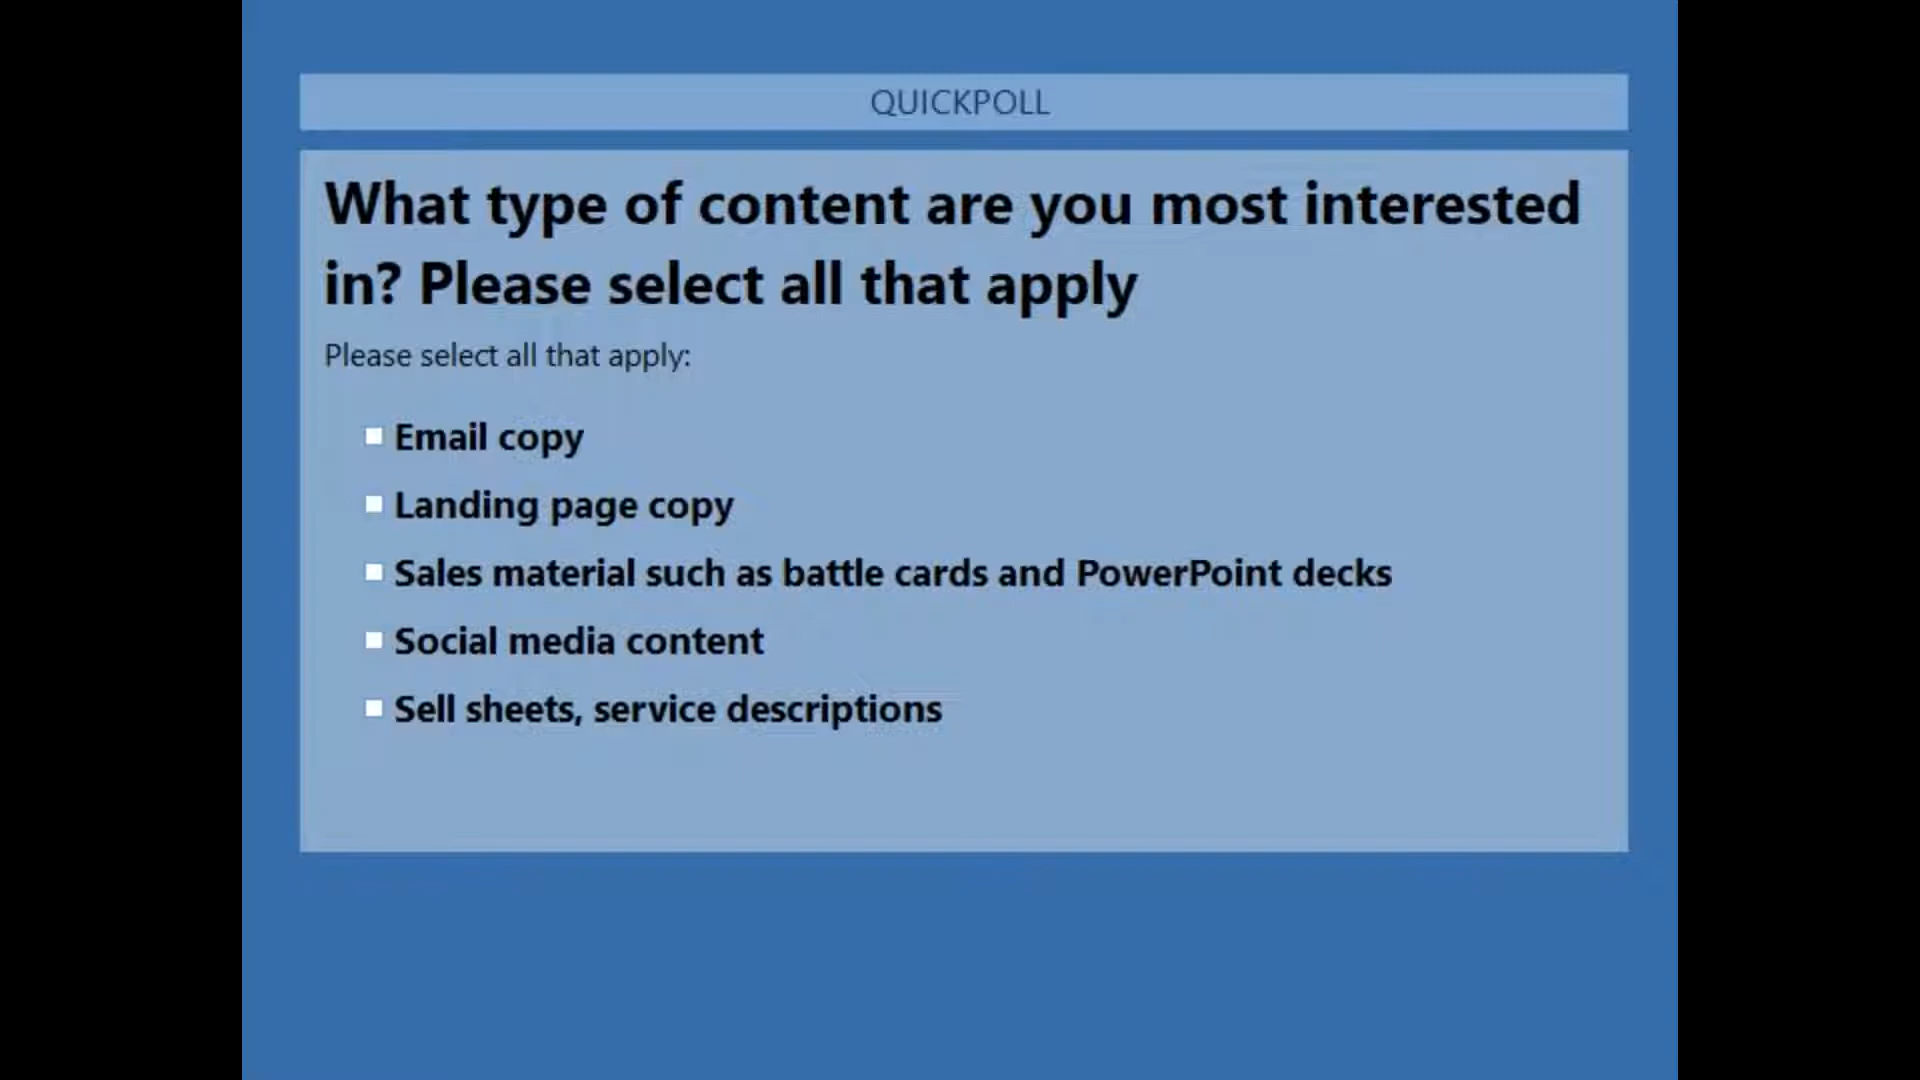 QUICKPOLL
What type of content are you most interested
in? Please select all that apply
Please select all that apply:
Email copy
Landing page copy
Sales material such as battle cards and PowerPoint decks
Social media content
Sell sheets, service descriptions